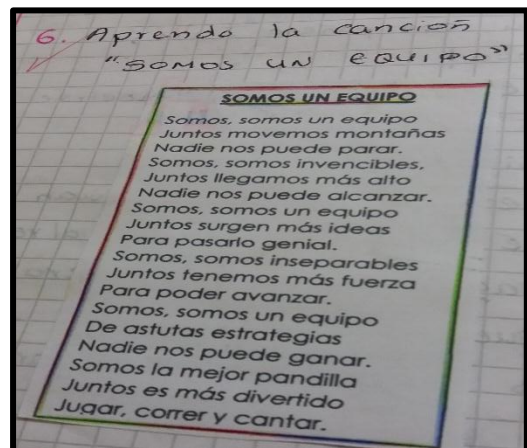 6. Aprendo la canción
"SOMOS UN EQUIPO"
SOMOS UN EQUIPO
Somos, somos un equipo
Juntos movemos montañas
Nadie nos puede parar.
Somos, somos invencibles,
Juntos llegamos más alto
Nadie nos puede alcanzar.
Somos, somos un equipo
Juntos surgen más ideas
Para pasarlo genial.
Somos, somos inseparables
Juntos tenemos más fuerza
Para poder avanzar.
Somos, somos un equipo
De astutas estrategias
Nadie nos puede ganar.
Somos la mejor pandilla
Juntos es más divertido
Jugar, correr y cantar.